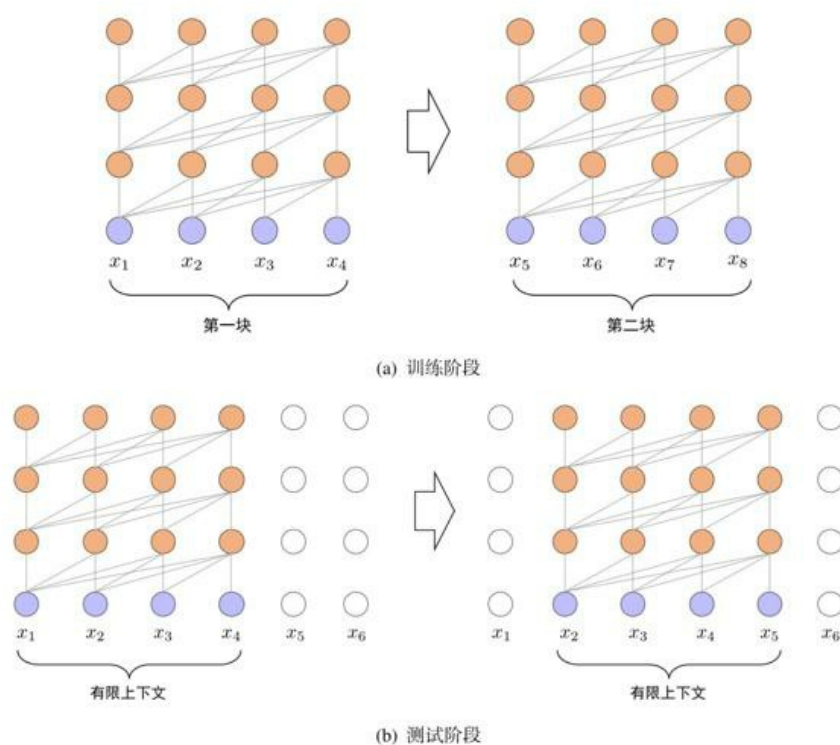 x₁ x₂ x₃ x₄ x₅ x₆ x₇ x₈
第一块 第二块
(a) 训练阶段
x₁ x₂ x₃ x₄ x₅ x₆ x₁ x₂ x₃ x₄ x₅ x₆
有限上下文 有限上下文
(b) 测试阶段